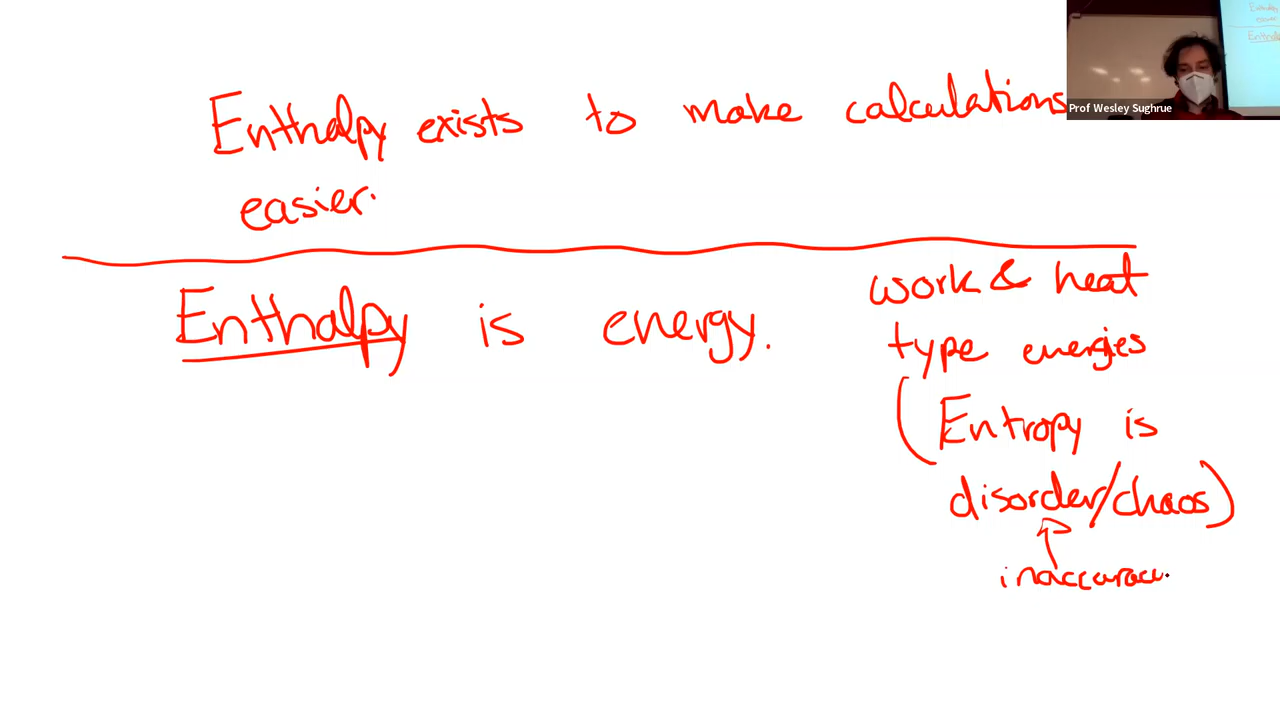 Enthalpy exists to make calculations
easier.
Enthalpy is energy.
work & heat
type energies
(Entropy is
disorder/chaos)
Prof Wesley Sughrue